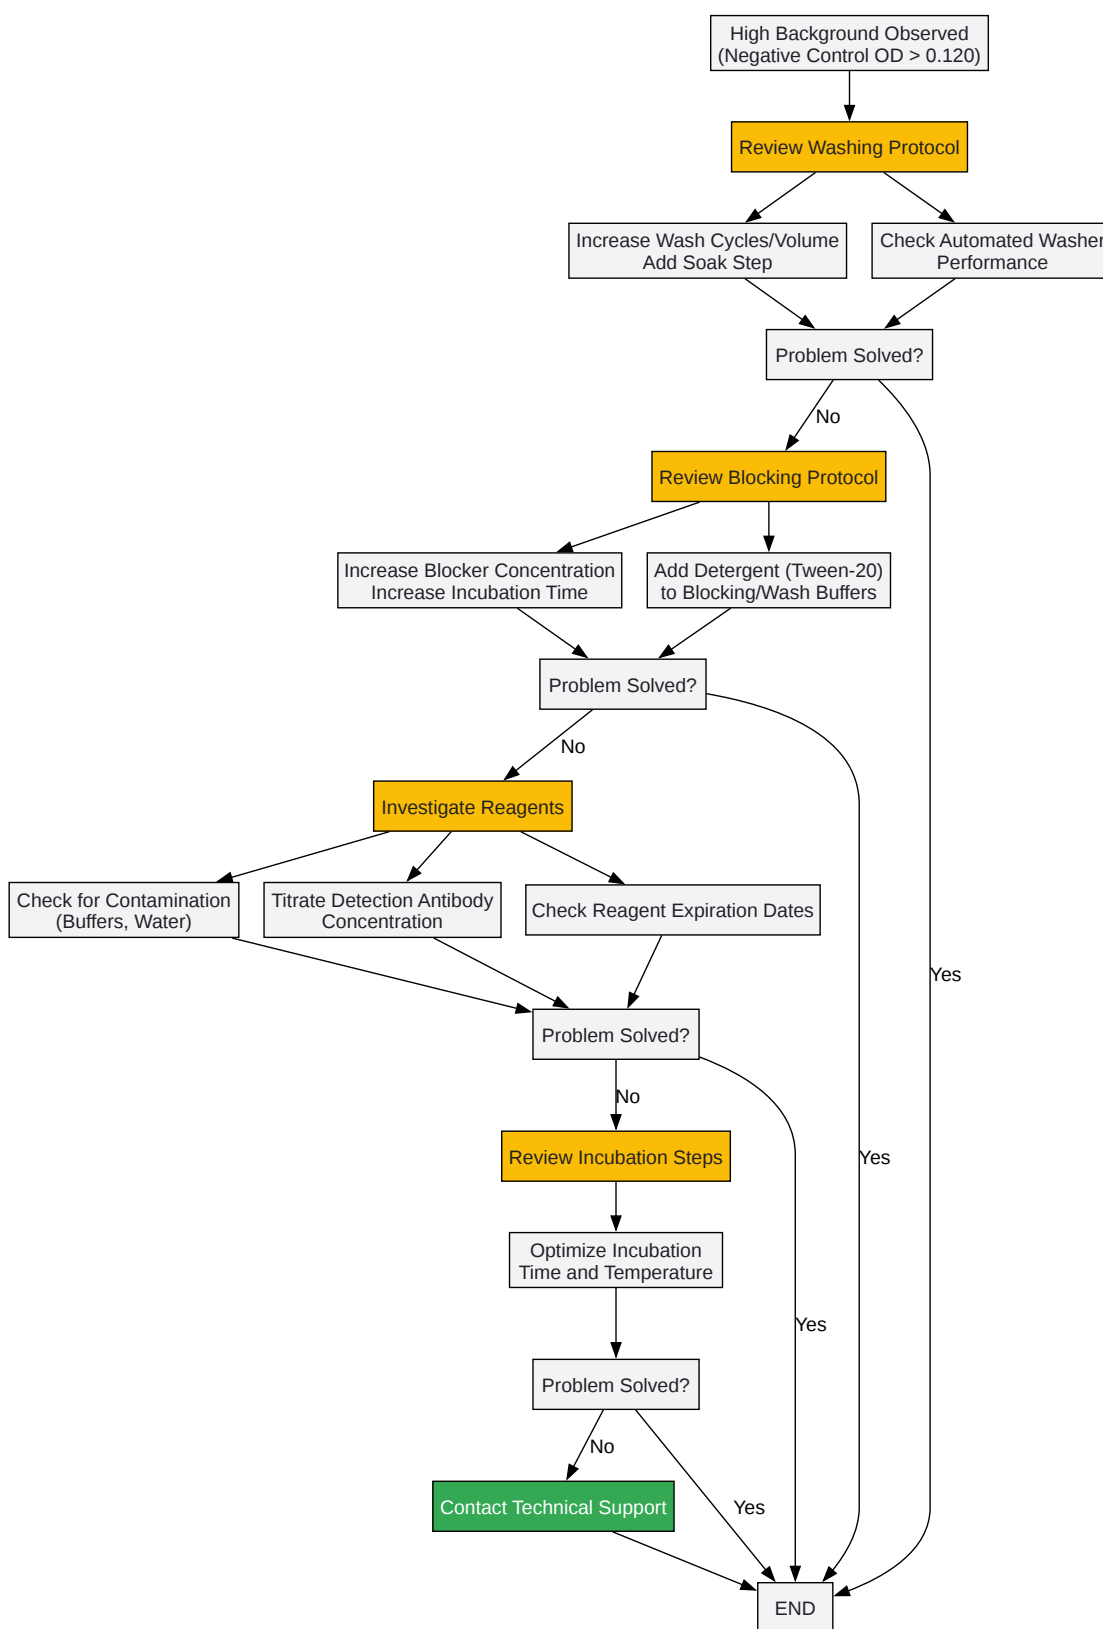 High Background Observed
(Negative Control OD > 0.120)
Review Washing Protocol
Increase Wash Cycles/Volume
Add Soak Step
Check Automated Washer
Performance
Problem Solved?
No
Review Blocking Protocol
Increase Blocker Concentration
Increase Incubation Time
Add Detergent (Tween-20)
to Blocking/Wash Buffers
Problem Solved?
No
Investigate Reagents
Check for Contamination
(Buffers, Water)
Titrate Detection Antibody
Concentration
Check Reagent Expiration Dates
Yes
Problem Solved?
No
Review Incubation Steps
Yes
Optimize Incubation
Time and Temperature
Yes
Problem Solved?
No
Contact Technical Support
Yes
END